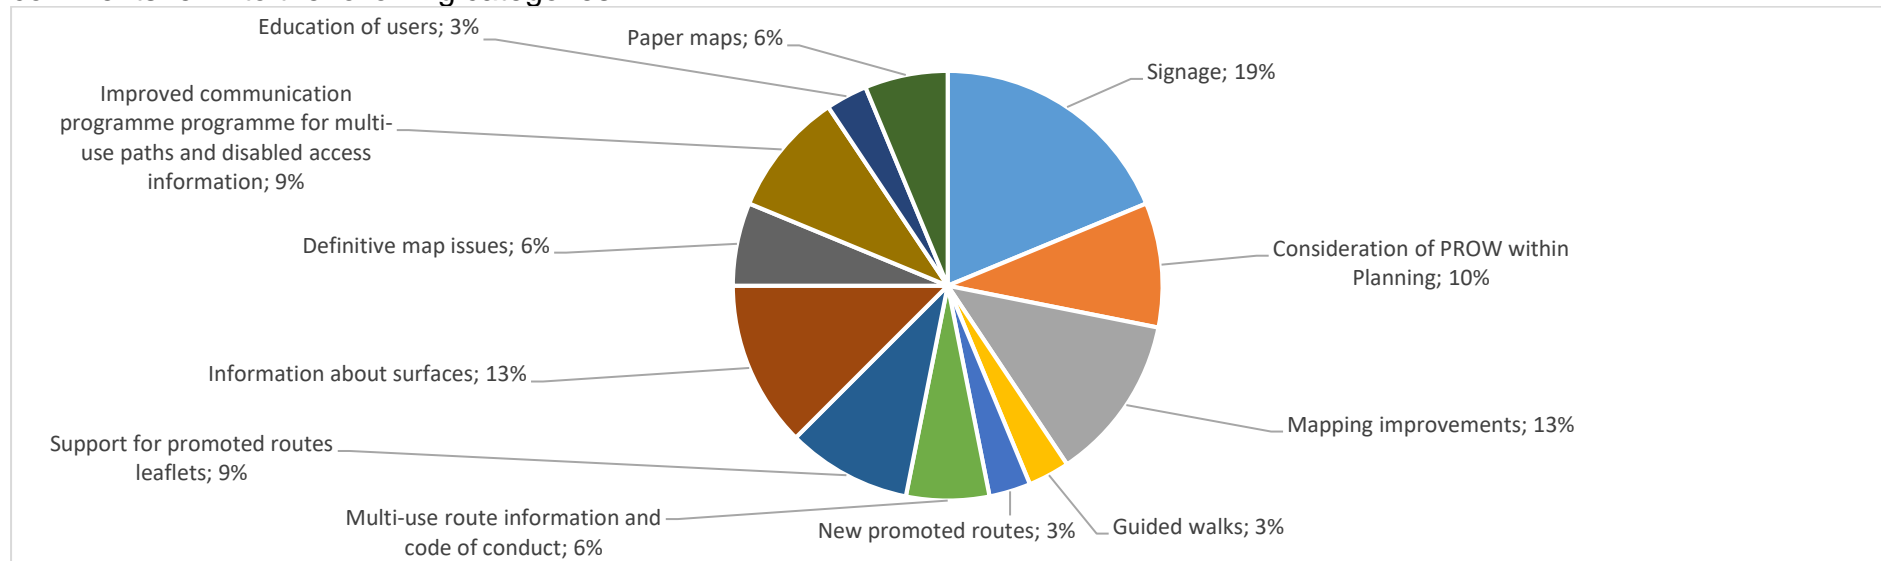 Education of users; 3%
Paper maps; 6%
Signage; 19%
Improved communication
programme programme for multi-
use paths and disabled access
information; 9%
Consideration of PROW within
Planning; 10%
Definitive map issues; 6%
Information about surfaces; 13%
Mapping improvements; 13%
Support for promoted routes
leaflets; 9%
Multi-use route information and
code of conduct; 6%
New promoted routes; 3%
Guided walks; 3%